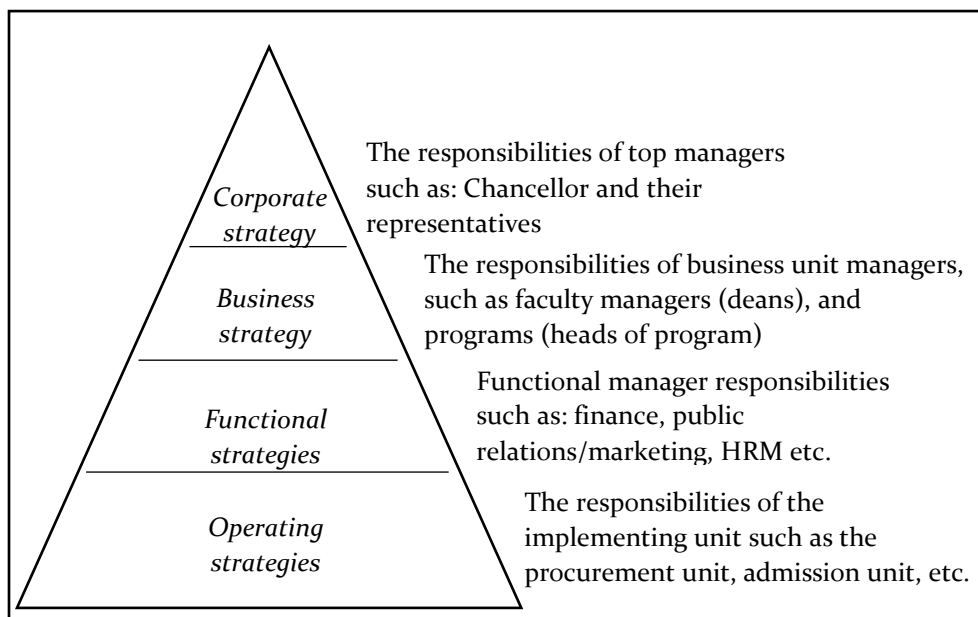 The responsibilities of top managers
such as: Chancellor and their
representatives
Corporate
strategy
The responsibilities of business unit managers,
such as faculty managers (deans), and
programs (heads of program)
Business
strategy
Functional manager responsibilities
such as: finance, public
relations/marketing, HRM etc.
Functional
strategies
The responsibilities of the
implementing unit such as the
procurement unit, admission unit, etc.
Operating
strategies